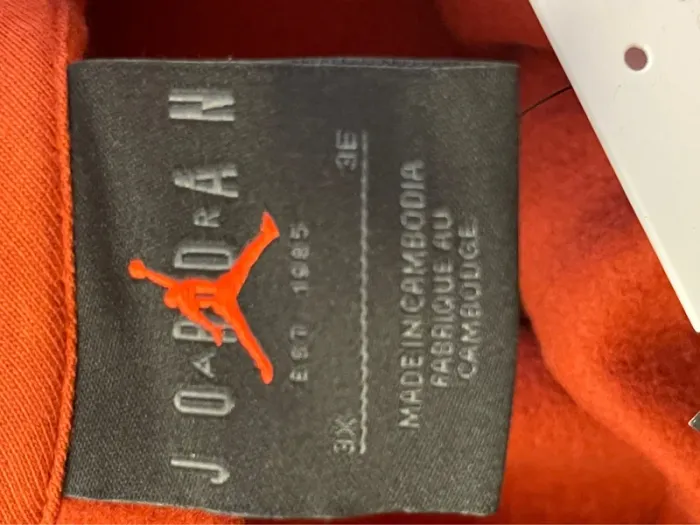 JORDAN
AIR
EST 1985
3X 3E
MADE IN CAMBODIA
FABRIQUE AU
CAMBODGE